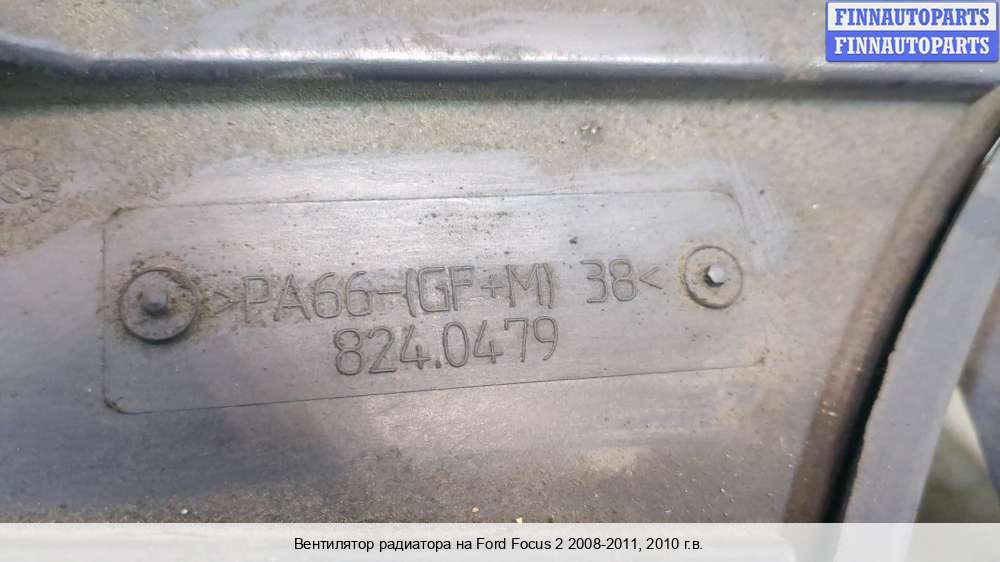 FINNAUTOPARTS
FINNAUTOPARTS
>PA66-(GF+M) 38<
824.0479
Вентилятор радиатора на Ford Focus 2 2008-2011, 2010 г.в.